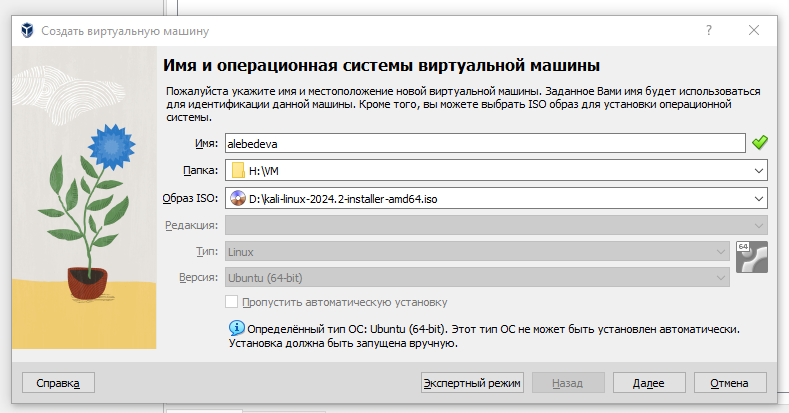 Создать виртуальную машину
?
Имя и операционная системы виртуальной машины
Пожалуйста укажите имя и местоположение новой виртуальной машины. Заданное Вами имя будет использоваться
для идентификации данной машины. Кроме того, вы можете выбрать ISO образ для установки операционной
системы.
Имя: alebedeva
Папка: H:\VM
Образ ISO: D:\kali-linux-2024.2-installer-amd64.iso
Редакция:
Тип: Linux 64
Версия: Ubuntu (64-bit)
Пропустить автоматическую установку
Определённый тип ОС: Ubuntu (64-bit). Этот тип ОС не может быть установлен автоматически.
Установка должна быть запущена вручную.
Справка Экспертный режим Назад Далее Отмена